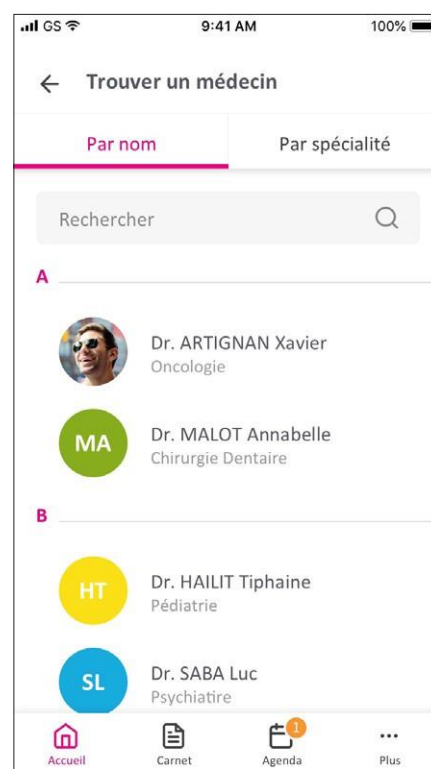 GS 9:41 AM 100%
Trouver un médecin
Par nom Par spécialité
Rechercher
A
Dr. ARTIGNAN Xavier
Oncologie
MA Dr. MALOT Annabelle
Chirurgie Dentaire
B
HT Dr. HAILIT Tiphaine
Pédiatrie
SL Dr. SABA Luc
Psychiatire
1
Accueil Carnet Agenda Plus